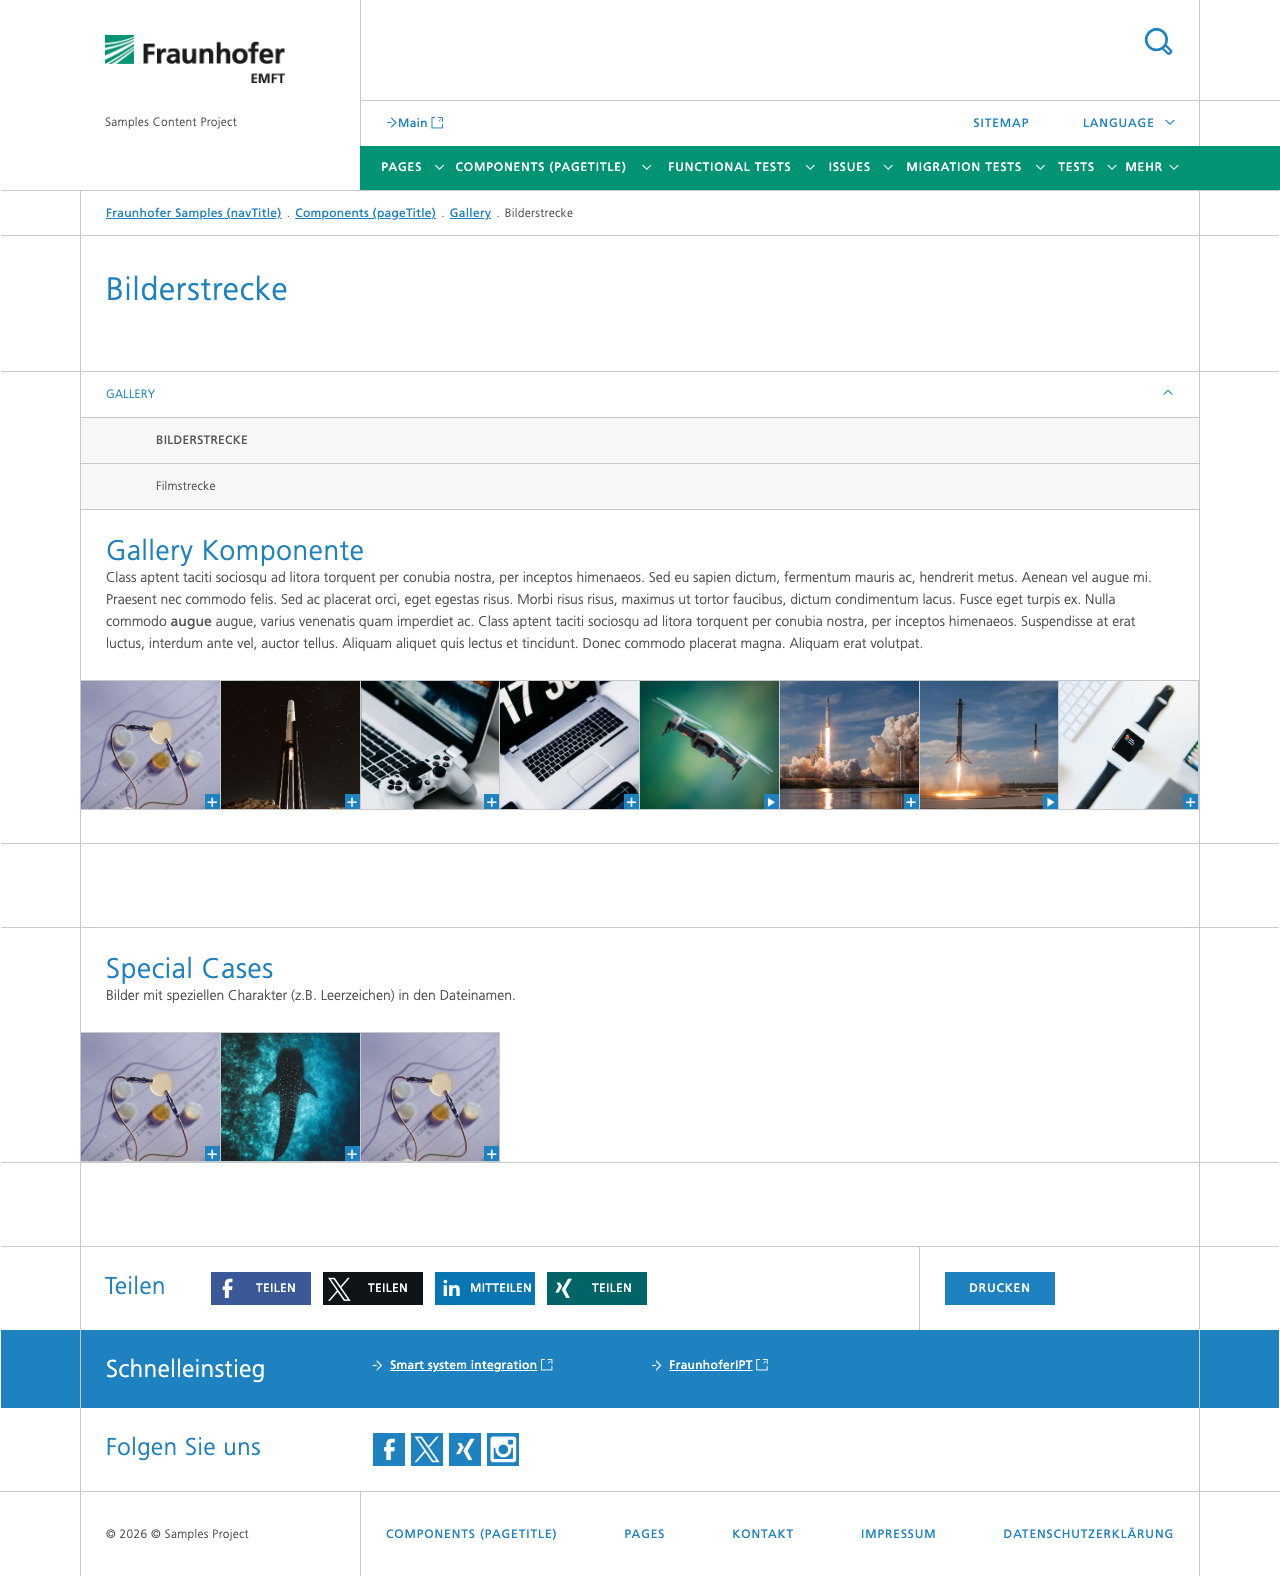 Fraunhofer
EMFT
Samples Content Project
Main
SITEMAP
LANGUAGE
PAGES
COMPONENTS (PAGETITLE)
FUNCTIONAL TESTS
ISSUES
MIGRATION TESTS
TESTS
MEHR
Fraunhofer Samples (navTitle) . Components (pageTitle) . Gallery . Bilderstrecke
Bilderstrecke
GALLERY
BILDERSTRECKE
Filmstrecke
Gallery Komponente
Class aptent taciti sociosqu ad litora torquent per conubia nostra, per inceptos himenaeos. Sed eu sapien dictum, fermentum mauris ac, hendrerit metus. Aenean vel augue mi.
Praesent nec commodo felis. Sed ac placerat orci, eget egestas risus. Morbi risus risus, maximus ut tortor faucibus, dictum condimentum lacus. Fusce eget turpis ex. Nulla
commodo augue augue, varius venenatis quam imperdiet ac. Class aptent taciti sociosqu ad litora torquent per conubia nostra, per inceptos himenaeos. Suspendisse at erat
luctus, interdum ante vel, auctor tellus. Aliquam aliquet quis lectus et tincidunt. Donec commodo placerat magna. Aliquam erat volutpat.
Special Cases
Bilder mit speziellen Charakter (z.B. Leerzeichen) in den Dateinamen.
Teilen
TEILEN
TEILEN
MITTEILEN
TEILEN
DRUCKEN
Schnelleinstieg
Smart system integration
FraunhoferIPT
Folgen Sie uns
© 2026 © Samples Project
COMPONENTS (PAGETITLE)
PAGES
KONTAKT
IMPRESSUM
DATENSCHUTZERKLÄRUNG